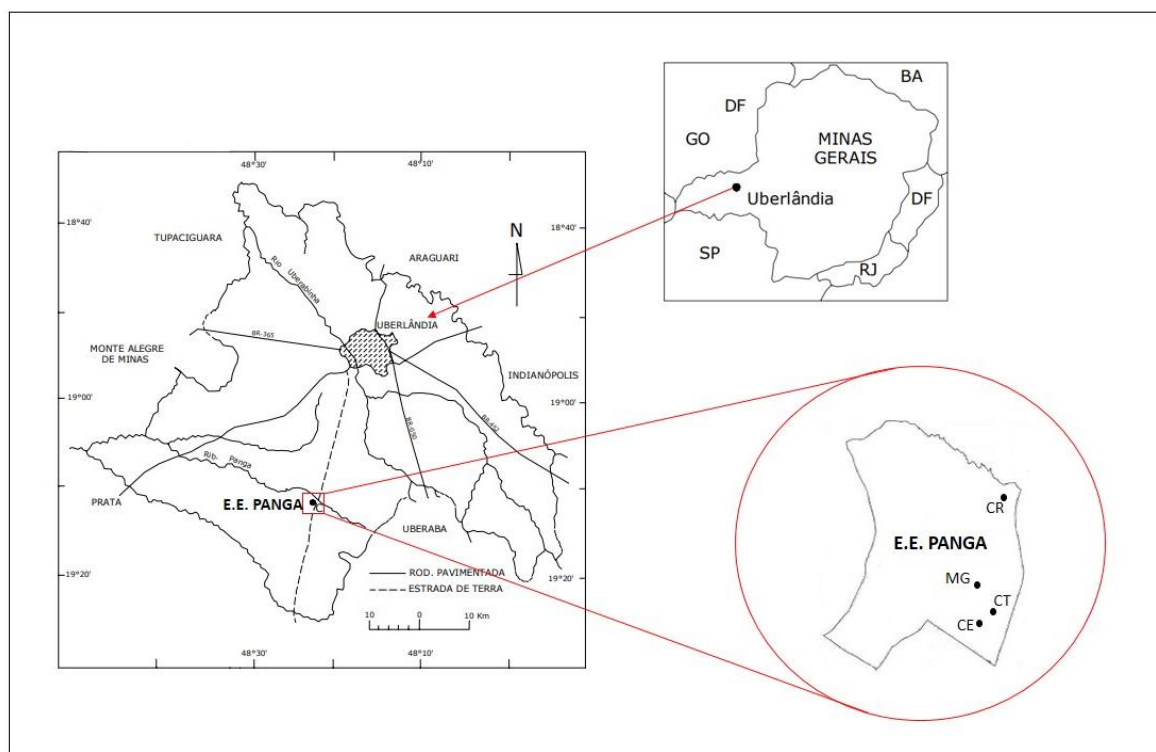 48°30'
48°10'
18°40'
18°40'
TUPACIGUARA
N
ARAGUARI
Rio Uberabinha
UBERLÂNDIA
BR-365
MONTE ALEGRE
DE MINAS
INDIANÓPOLIS
19°00'
19°00'
BR-050
BR-452
Rib- Panga
PRATA
E.E. PANGA
UBERABA
19°20'
19°20'
ROD. PAVIMENTADA
ESTRADA DE TERRA
10 0 10 Km
48°30'
48°10'
BA
DF
GO
MINAS
GERAIS
Uberlândia
DF
SP
RJ
CR
E.E. PANGA
MG
CT
CE